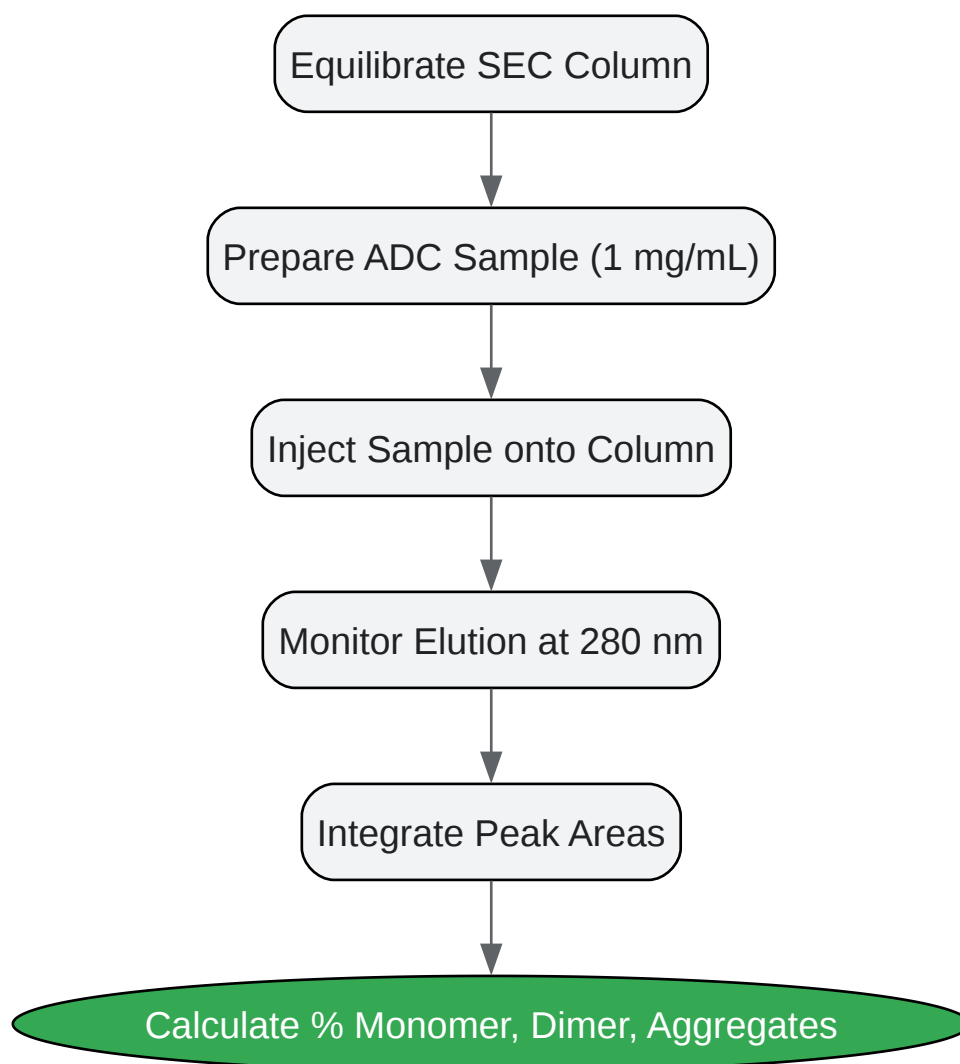 Equilibrate SEC Column
Prepare ADC Sample (1 mg/mL)
Inject Sample onto Column
Monitor Elution at 280 nm
Integrate Peak Areas
Calculate % Monomer, Dimer, Aggregates